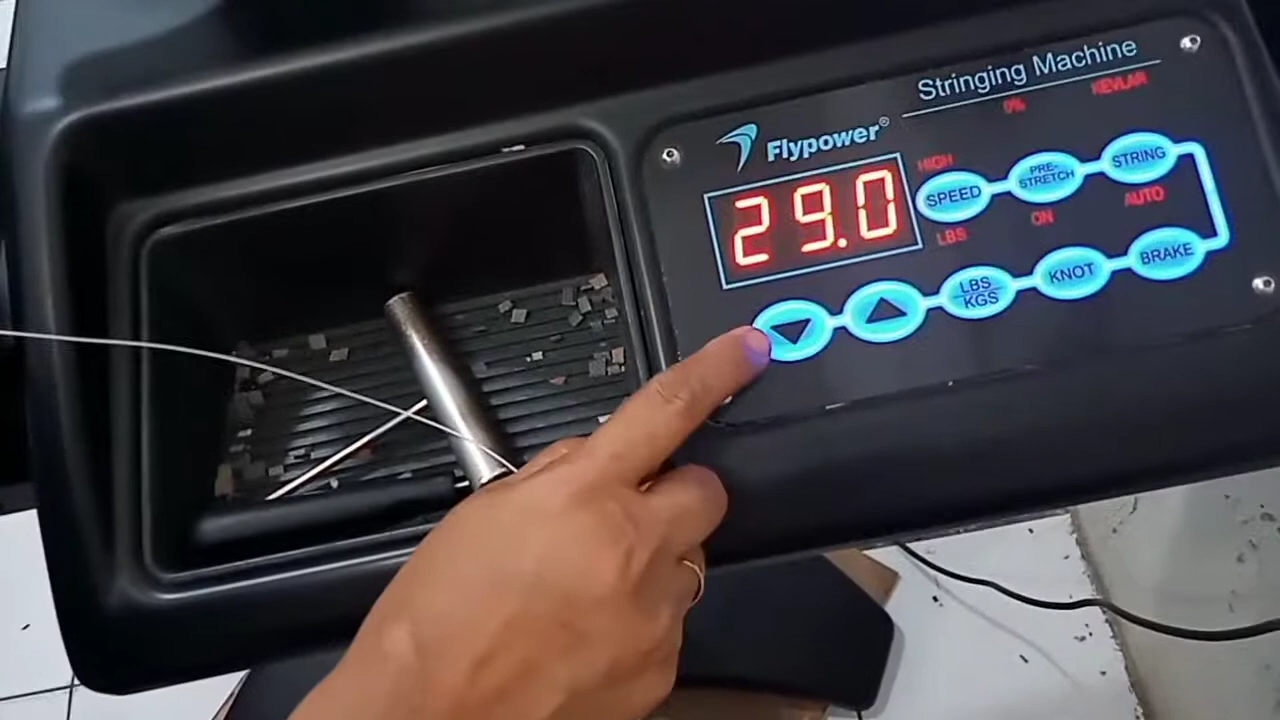 Stringing Machine
Flypower®
0%
KEVLAR
29.0
HIGH
SPEED
PRE-
STRETCH
STRING
LBS
ON
AUTO
LBS
KGS
KNOT
BRAKE